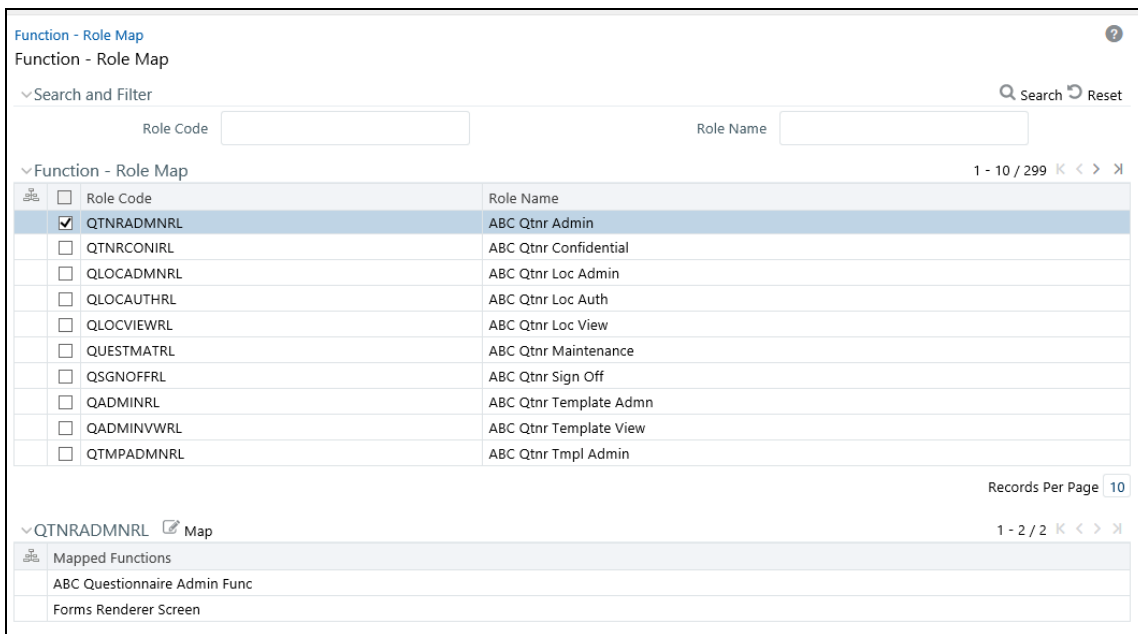 Function - Role Map
Function - Role Map
Search and Filter Search Reset
Role Code Role Name
Function - Role Map 1 - 10 / 299
Role Code Role Name
QTNRADMNRL ABC Qtnr Admin
QTNRCONIRL ABC Qtnr Confidential
QLOCADMNRL ABC Qtnr Loc Admin
QLOCAUTHRL ABC Qtnr Loc Auth
QLOCVIEWRL ABC Qtnr Loc View
QUESTMATRL ABC Qtnr Maintenance
QSGNOFFRL ABC Qtnr Sign Off
QADMINRL ABC Qtnr Template Admn
QADMINVWRL ABC Qtnr Template View
QTMPADMNRL ABC Qtnr Tmpl Admin
Records Per Page 10
QTNRADMNRL Map 1 - 2 / 2
Mapped Functions
ABC Questionnaire Admin Func
Forms Renderer Screen